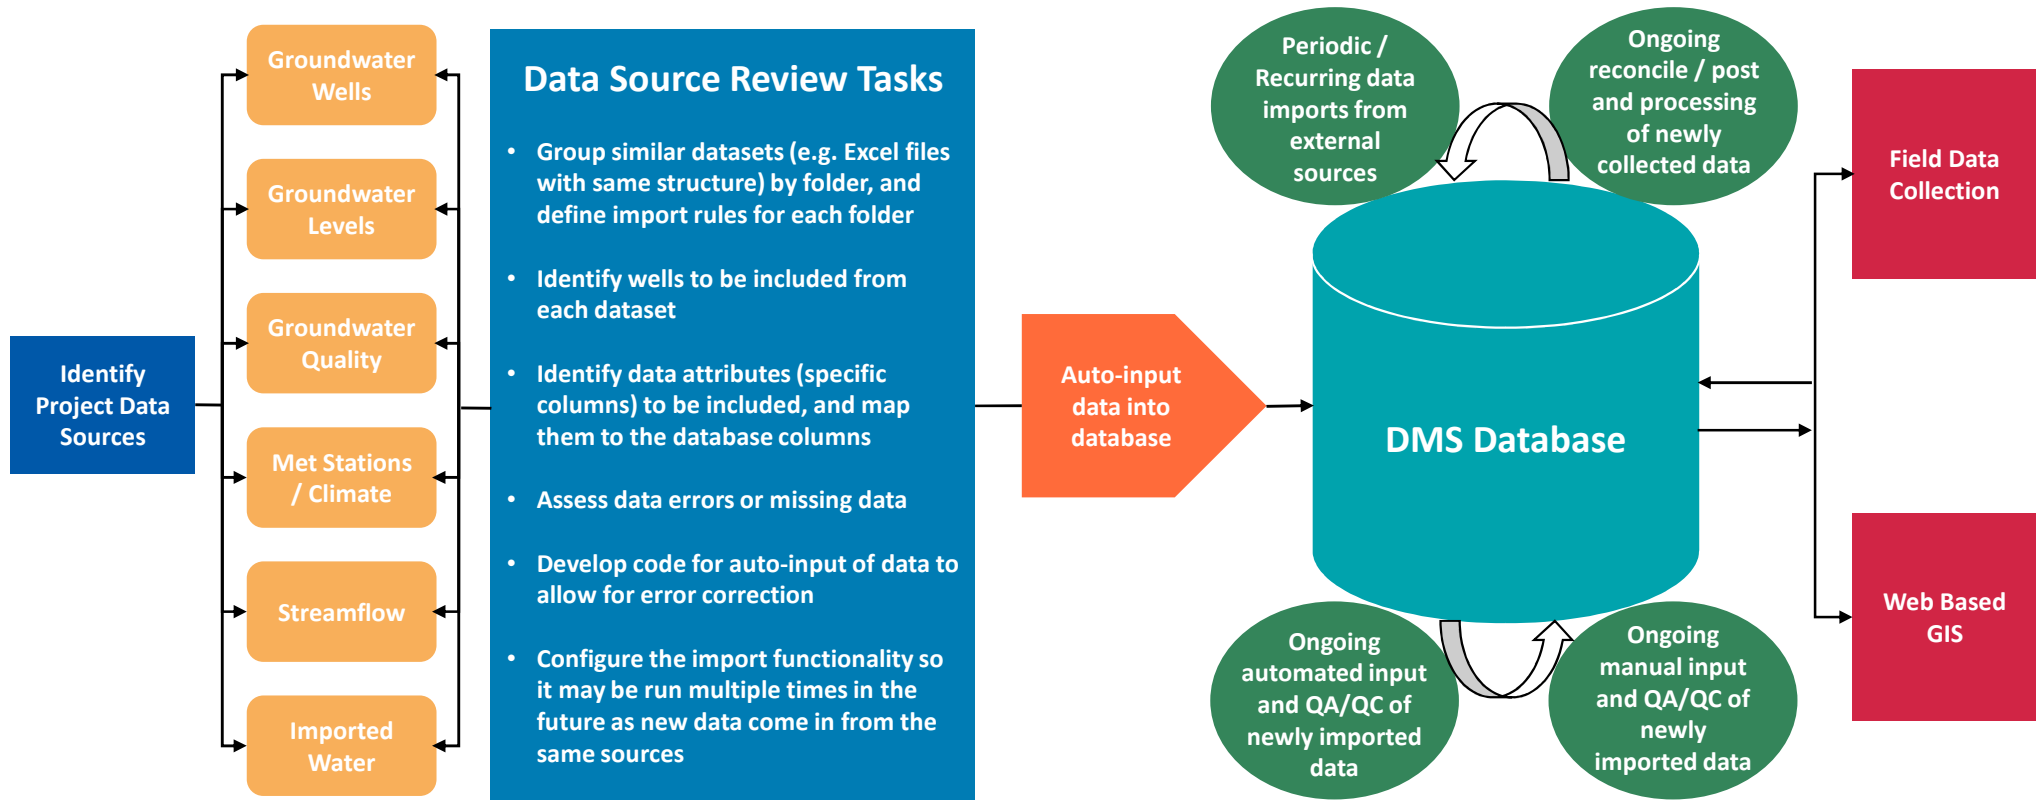 Identify
Project Data
Sources
Groundwater
Wells
Groundwater
Levels
Groundwater
Quality
Met Stations
/ Climate
Streamflow
Imported
Water
Data Source Review Tasks
• Group similar datasets (e.g. Excel files
with same structure) by folder, and
define import rules for each folder
• Identify wells to be included from
each dataset
• Identify data attributes (specific
columns) to be included, and map
them to the database columns
• Assess data errors or missing data
• Develop code for auto-input of data to
allow for error correction
• Configure the import functionality so
it may be run multiple times in the
future as new data come in from the
same sources
Auto-input
data into
database
Periodic /
Recurring data
imports from
external
sources
Ongoing
reconcile / post
and processing
of newly
collected data
DMS Database
Ongoing
automated input
and QA/QC of
newly imported
data
Ongoing
manual input
and QA/QC of
newly
imported data
Field Data
Collection
Web Based
GIS